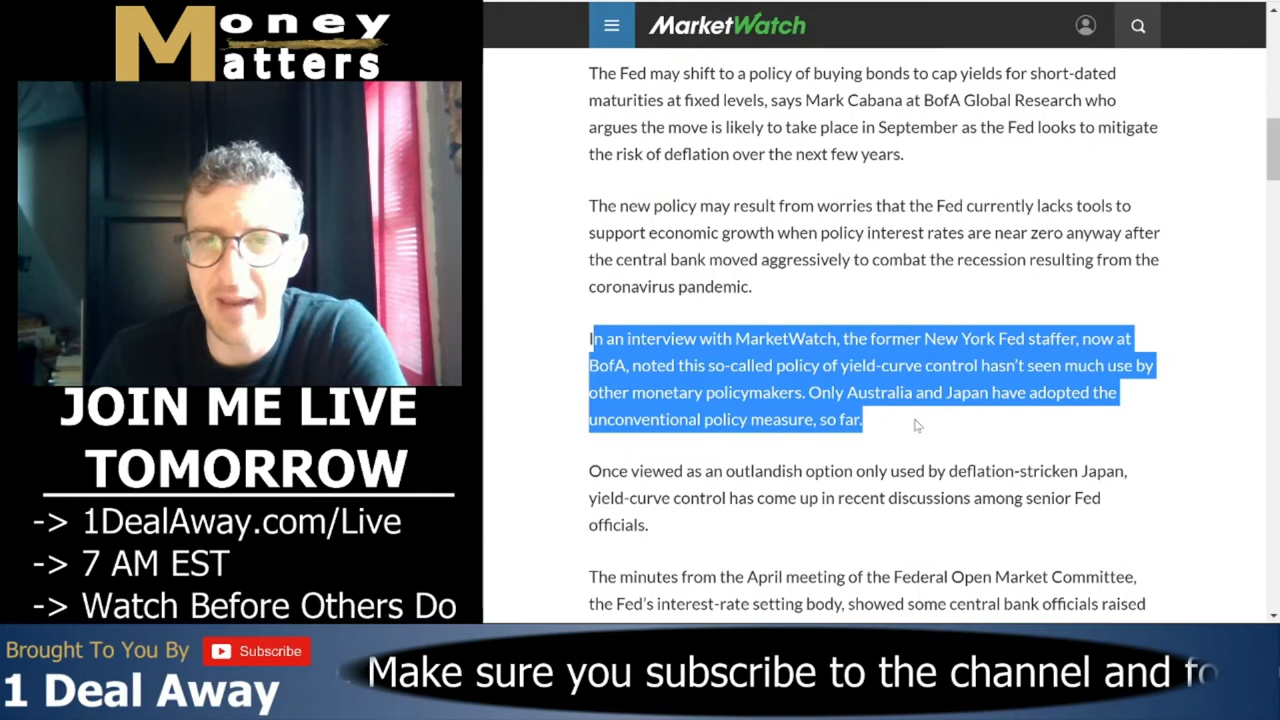 Money
Matters
JOIN ME LIVE
TOMORROW
-> 1DealAway.com/Live
-> 7 AM EST
-> Watch Before Others Do
MarketWatch
The Fed may shift to a policy of buying bonds to cap yields for short-dated
maturities at fixed levels, says Mark Cabana at BofA Global Research who
argues the move is likely to take place in September as the Fed looks to mitigate
the risk of deflation over the next few years.
The new policy may result from worries that the Fed currently lacks tools to
support economic growth when policy interest rates are near zero anyway after
the central bank moved aggressively to combat the recession resulting from the
coronavirus pandemic.
In an interview with MarketWatch, the former New York Fed staffer, now at
BofA, noted this so-called policy of yield-curve control hasn’t seen much use by
other monetary policymakers. Only Australia and Japan have adopted the
unconventional policy measure, so far.
Once viewed as an outlandish option only used by deflation-stricken Japan,
yield-curve control has come up in recent discussions among senior Fed
officials.
The minutes from the April meeting of the Federal Open Market Committee,
the Fed’s interest-rate setting body, showed some central bank officials raised
Brought To You By
Subscribe
1 Deal Away
Make sure you subscribe to the channel and